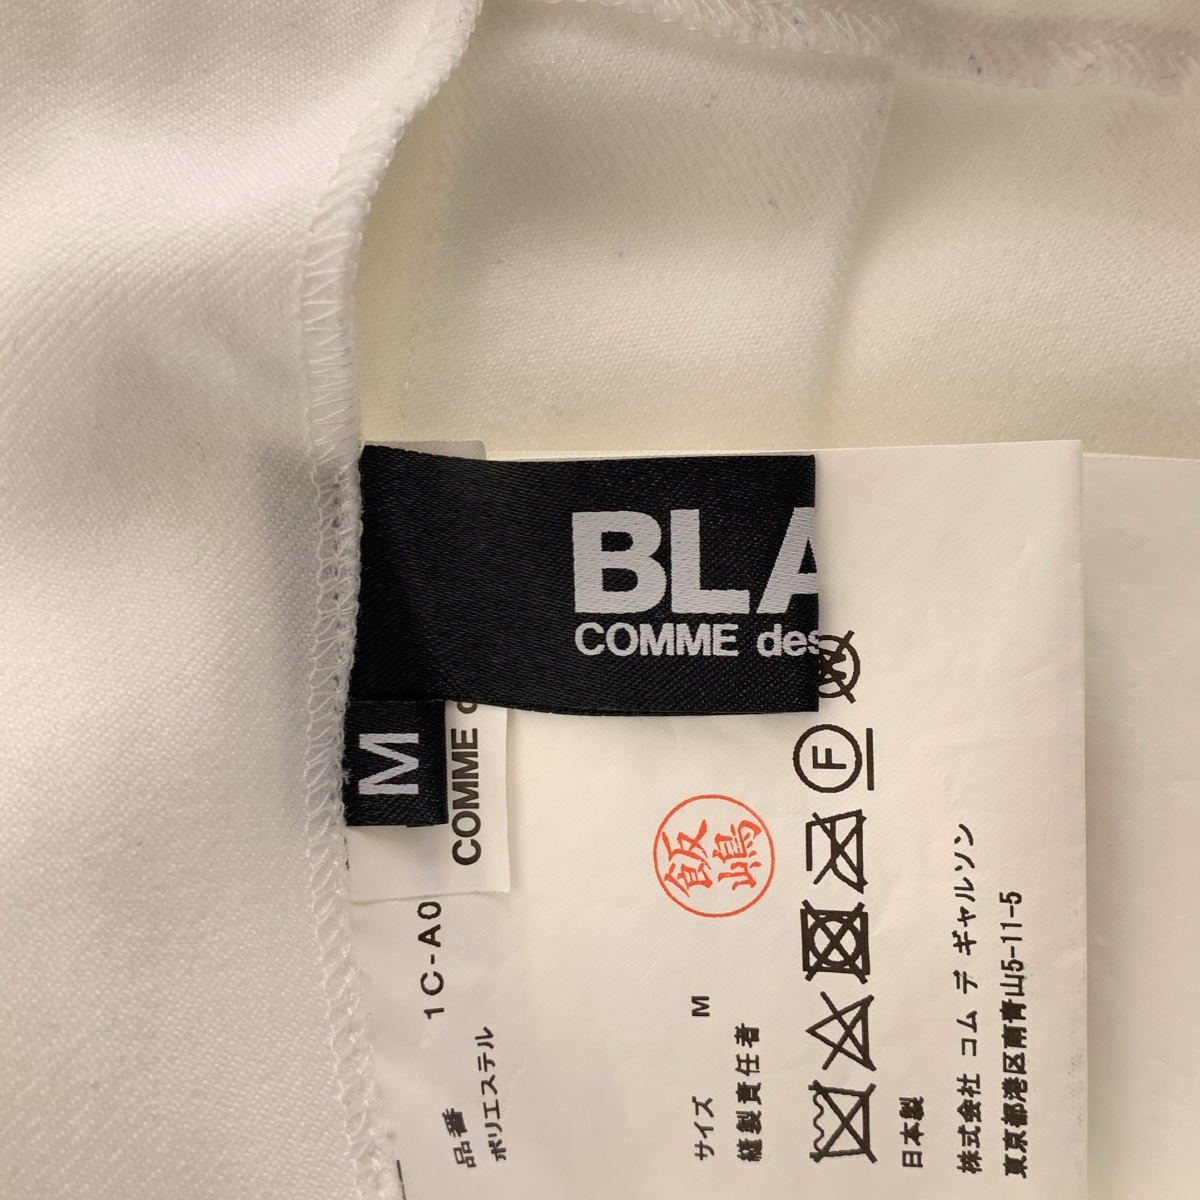 BLA
COMME des
M
COMME d
品番 1C-A0
ポリエステル
サイズ M
縫製責任者
飯嶋
F
日本製
株式会社 コム デ ギャルソン
東京都港区南青山5-11-5